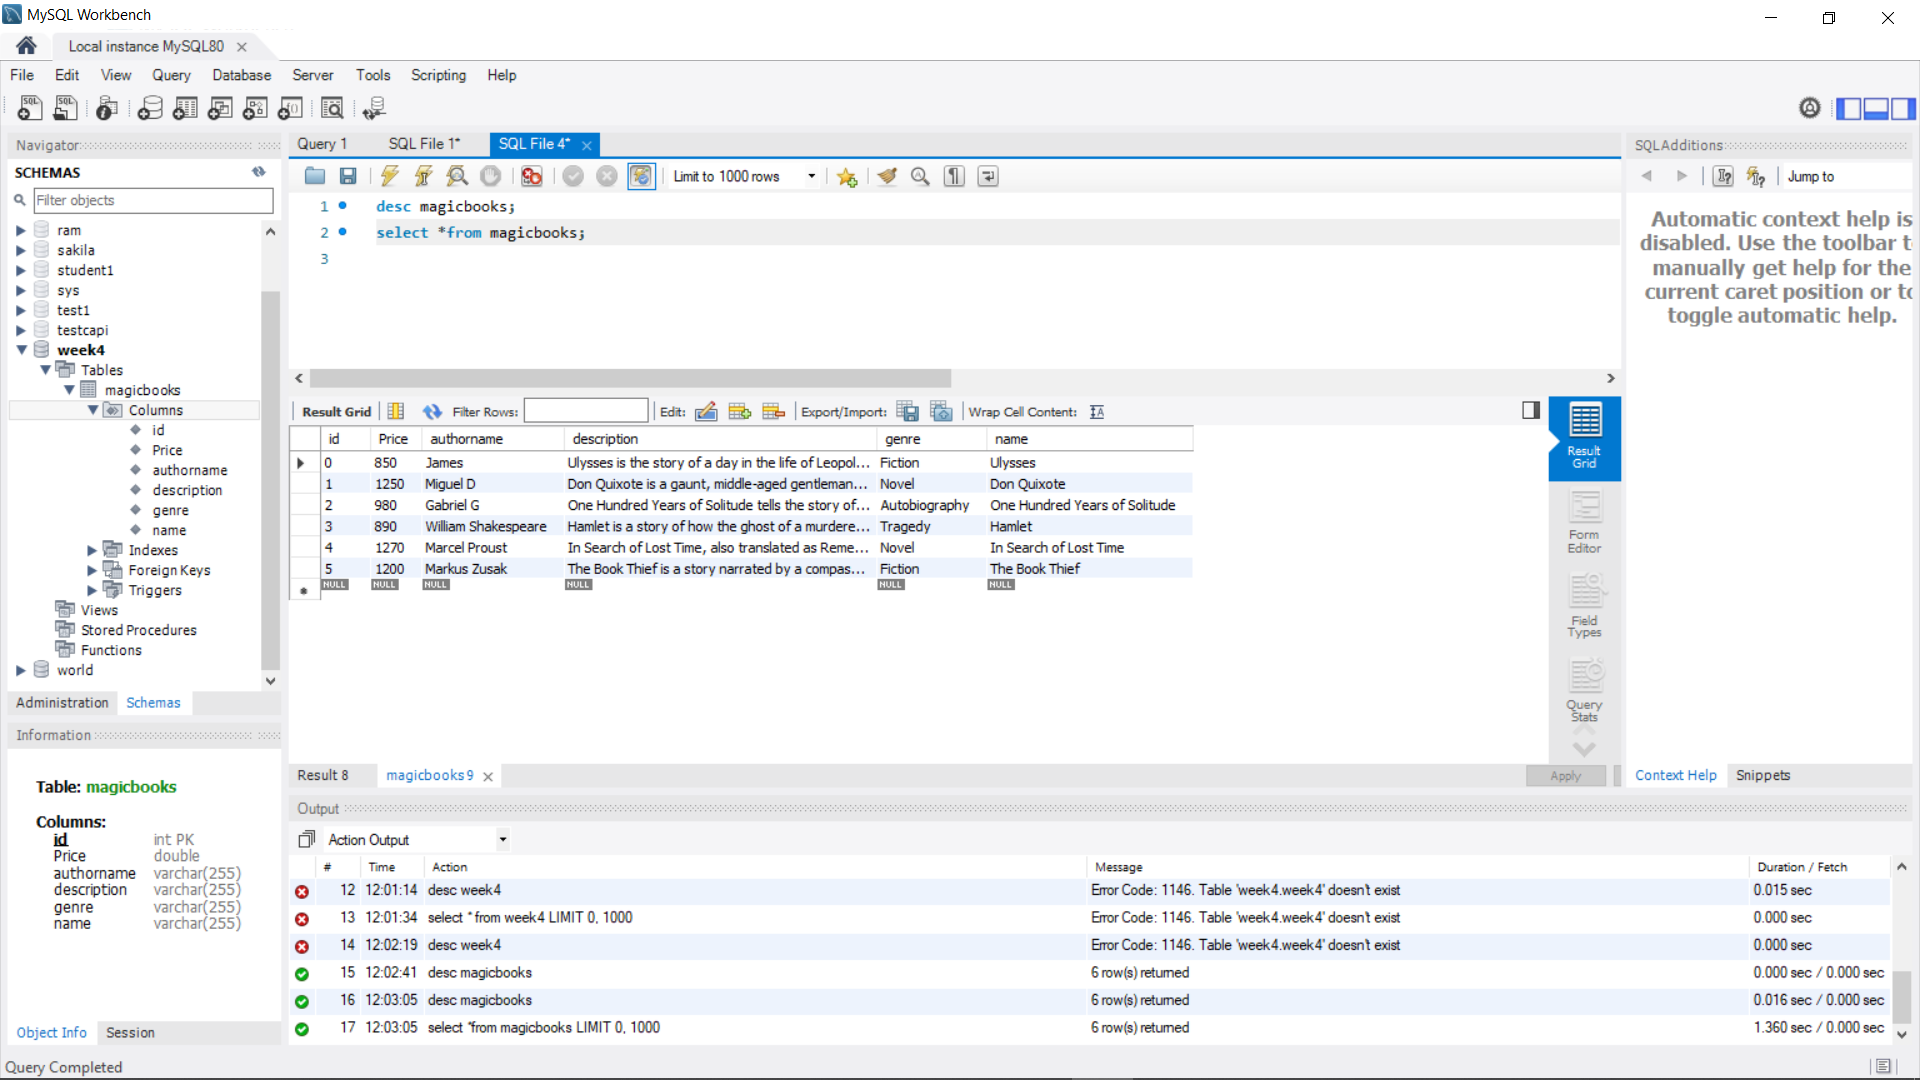 MySQL Workbench
Local instance MySQL80
File Edit View Query Database Server Tools Scripting Help
Navigator
SCHEMAS
Filter objects
ram
sakila
student1
sys
test1
testcapi
week4
Tables
magicbooks
Columns
id
Price
authorname
description
genre
name
Indexes
Foreign Keys
Triggers
Views
Stored Procedures
Functions
world
Administration Schemas
Information
Table: magicbooks
Columns:
id int PK
Price double
authorname varchar(255)
description varchar(255)
genre varchar(255)
name varchar(255)
Object Info Session
Query 1 SQL File 1* SQL File 4*
Limit to 1000 rows
1 desc magicbooks;
2 select *from magicbooks;
3
Result Grid Filter Rows: Edit: Export/Import: Wrap Cell Content:
id Price authorname description genre name
0 850 James Ulysses is the story of a day in the life of Leopol... Fiction Ulysses
1 1250 Miguel D Don Quixote is a gaunt, middle-aged gentleman... Novel Don Quixote
2 980 Gabriel G One Hundred Years of Solitude tells the story of... Autobiography One Hundred Years of Solitude
3 890 William Shakespeare Hamlet is a story of how the ghost of a murdere... Tragedy Hamlet
4 1270 Marcel Proust In Search of Lost Time, also translated as Reme... Novel In Search of Lost Time
5 1200 Markus Zusak The Book Thief is a story narrated by a compas... Fiction The Book Thief
NULL NULL NULL NULL NULL NULL
Result
Grid
Form
Editor
Field
Types
Query
Stats
Result 8 magicbooks 9
Apply
SQLAdditions
Jump to
Automatic context help is
disabled. Use the toolbar t
manually get help for the
current caret position or to
toggle automatic help.
Context Help Snippets
Output
Action Output
# Time Action Message Duration / Fetch
12 12:01:14 desc week4 Error Code: 1146. Table 'week4.week4' doesn't exist 0.015 sec
13 12:01:34 select * from week4 LIMIT 0, 1000 Error Code: 1146. Table 'week4.week4' doesn't exist 0.000 sec
14 12:02:19 desc week4 Error Code: 1146. Table 'week4.week4' doesn't exist 0.000 sec
15 12:02:41 desc magicbooks 6 row(s) returned 0.000 sec / 0.000 sec
16 12:03:05 desc magicbooks 6 row(s) returned 0.016 sec / 0.000 sec
17 12:03:05 select *from magicbooks LIMIT 0, 1000 6 row(s) returned 1.360 sec / 0.000 sec
Query Completed